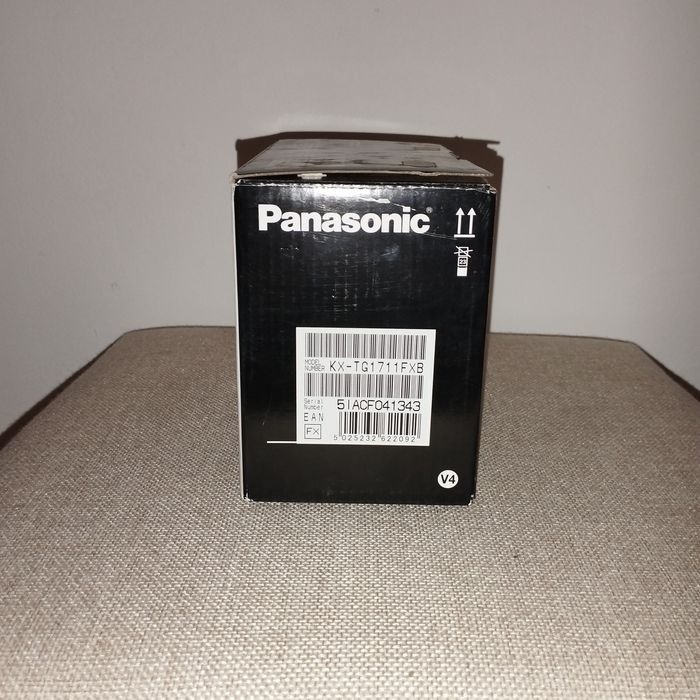 Panasonic®
MODEL NUMBER KX-TG1711FXB
Serial Number 5IACF041343
EAN
FX
5 025232 622092
V4